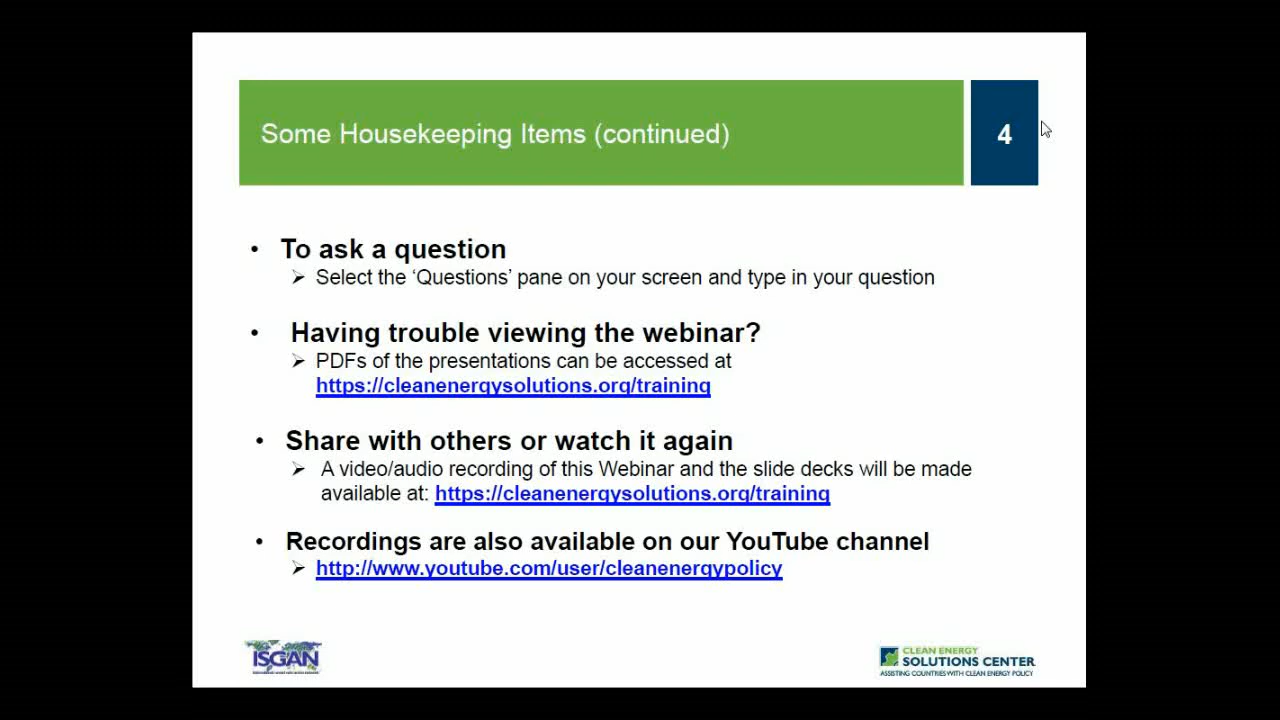 Some Housekeeping Items (continued)
4
• To ask a question
➢ Select the ‘Questions’ pane on your screen and type in your question
• Having trouble viewing the webinar?
➢ PDFs of the presentations can be accessed at
https://cleanenergysolutions.org/training
• Share with others or watch it again
➢ A video/audio recording of this Webinar and the slide decks will be made
available at: https://cleanenergysolutions.org/training
• Recordings are also available on our YouTube channel
➢ http://www.youtube.com/user/cleanenergypolicy
ISGAN
CLEAN ENERGY
SOLUTIONS CENTER
ASSISTING COUNTRIES WITH CLEAN ENERGY POLICY